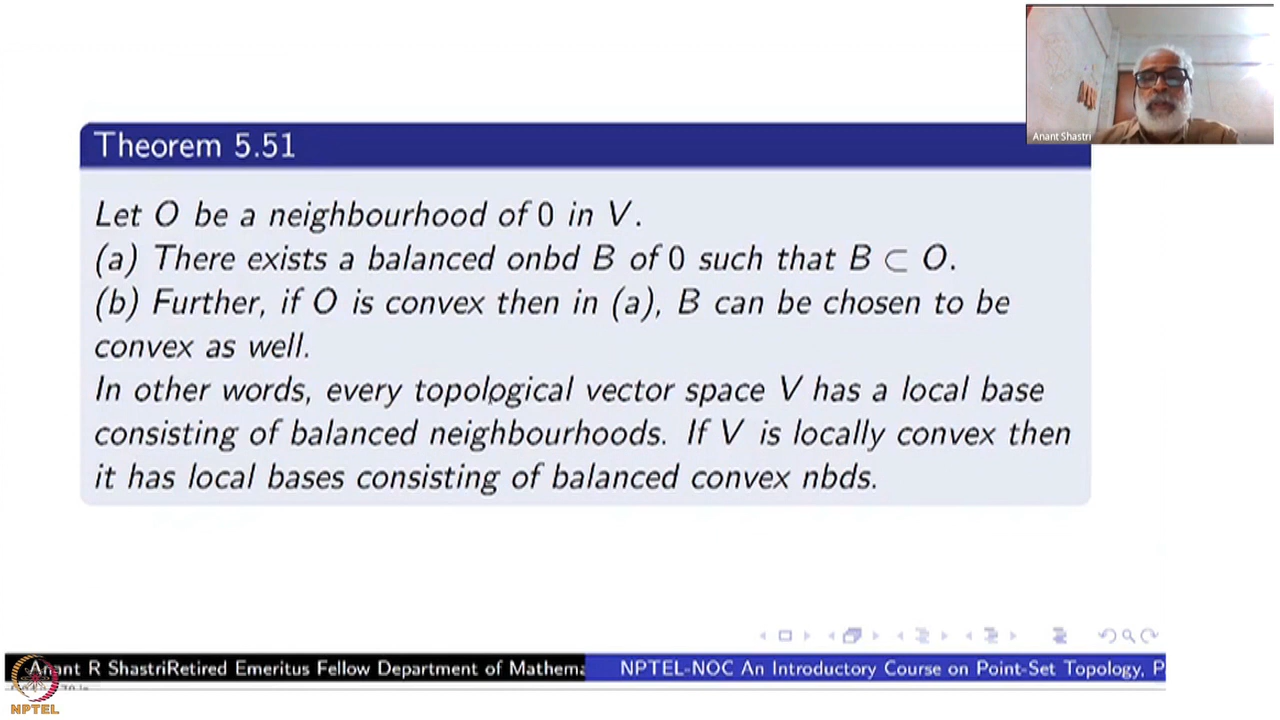 Anant Shastri
Theorem 5.51
Let O be a neighbourhood of 0 in V.
(a) There exists a balanced onbd B of 0 such that B ⊂ O.
(b) Further, if O is convex then in (a), B can be chosen to be
convex as well.
In other words, every topological vector space V has a local base
consisting of balanced neighbourhoods. If V is locally convex then
it has local bases consisting of balanced convex nbds.
Anant R ShastriRetired Emeritus Fellow Department of Mathema
NPTEL-NOC An Introductory Course on Point-Set Topology, P
NPTEL